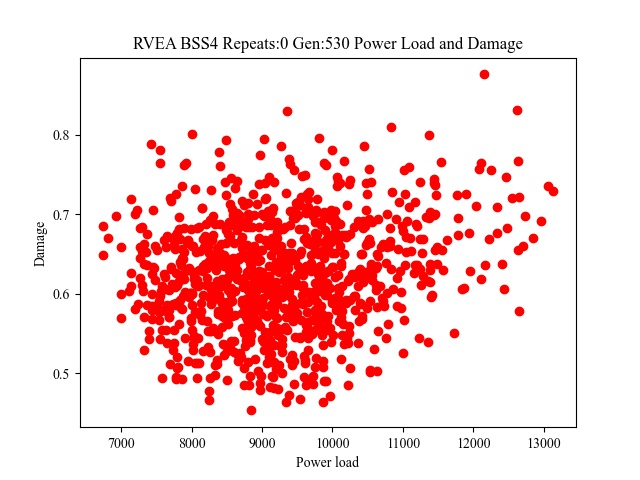 RVEA BSS4 Repeats:0 Gen:530 Power Load and Damage
0.8
0.7
0.6
0.5
Damage
7000 8000 9000 10000 11000 12000 13000
Power load